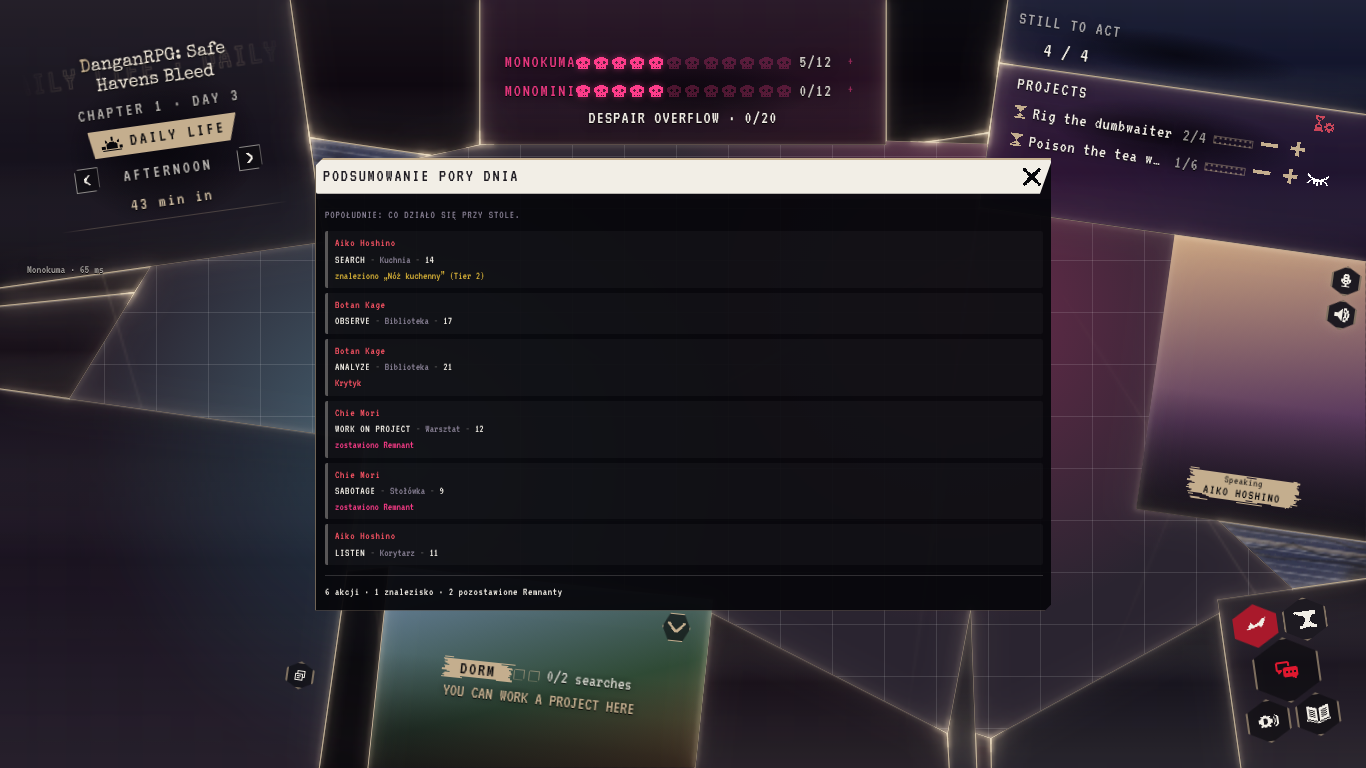 DanganRPG: Safe
Havens Bleed
CHAPTER 1 · DAY 3
DAILY LIFE
AFTERNOON
43 min in
Monokuma · 65 ms
MONOKUMA 5/12 +
MONOMINI 0/12 +
DESPAIR OVERFLOW · 0/20
STILL TO ACT
4 / 4
PROJECTS
Rig the dumbwaiter 2/4
Poison the tea w… 1/6
PODSUMOWANIE PORY DNIA
POPOŁUDNIE: CO DZIAŁO SIĘ PRZY STOLE.
Aiko Hoshino
SEARCH · Kuchnia · 14
znaleziono „Nóż kuchenny” (Tier 2)
Botan Kage
OBSERVE · Biblioteka · 17
Botan Kage
ANALYZE · Biblioteka · 21
Krytyk
Chie Mori
WORK ON PROJECT · Warsztat · 12
zostawiono Remnant
Chie Mori
SABOTAGE · Stołówka · 9
zostawiono Remnant
Aiko Hoshino
LISTEN · Korytarz · 11
6 akcji · 1 znalezisko · 2 pozostawione Remnanty
Speaking
AIKO HOSHINO
DORM 0/2 searches
YOU CAN WORK A PROJECT HERE